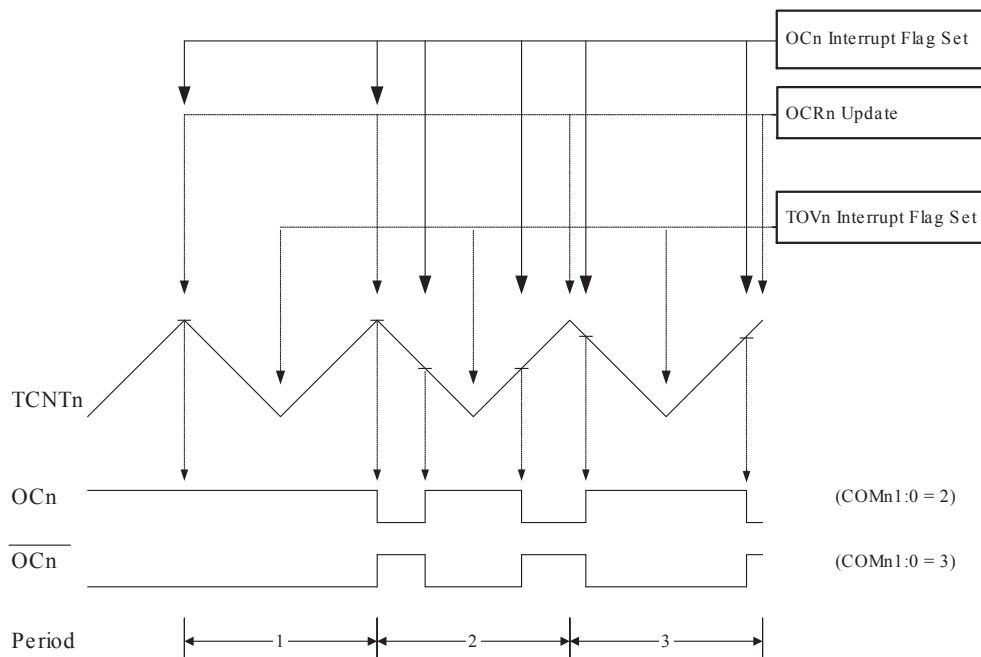 OCn Interrupt Flag Set
OCRn Update
TOVn Interrupt Flag Set
TCNTn
OCn (COMn1:0 = 2)
OCn (COMn1:0 = 3)
Period 1 2 3